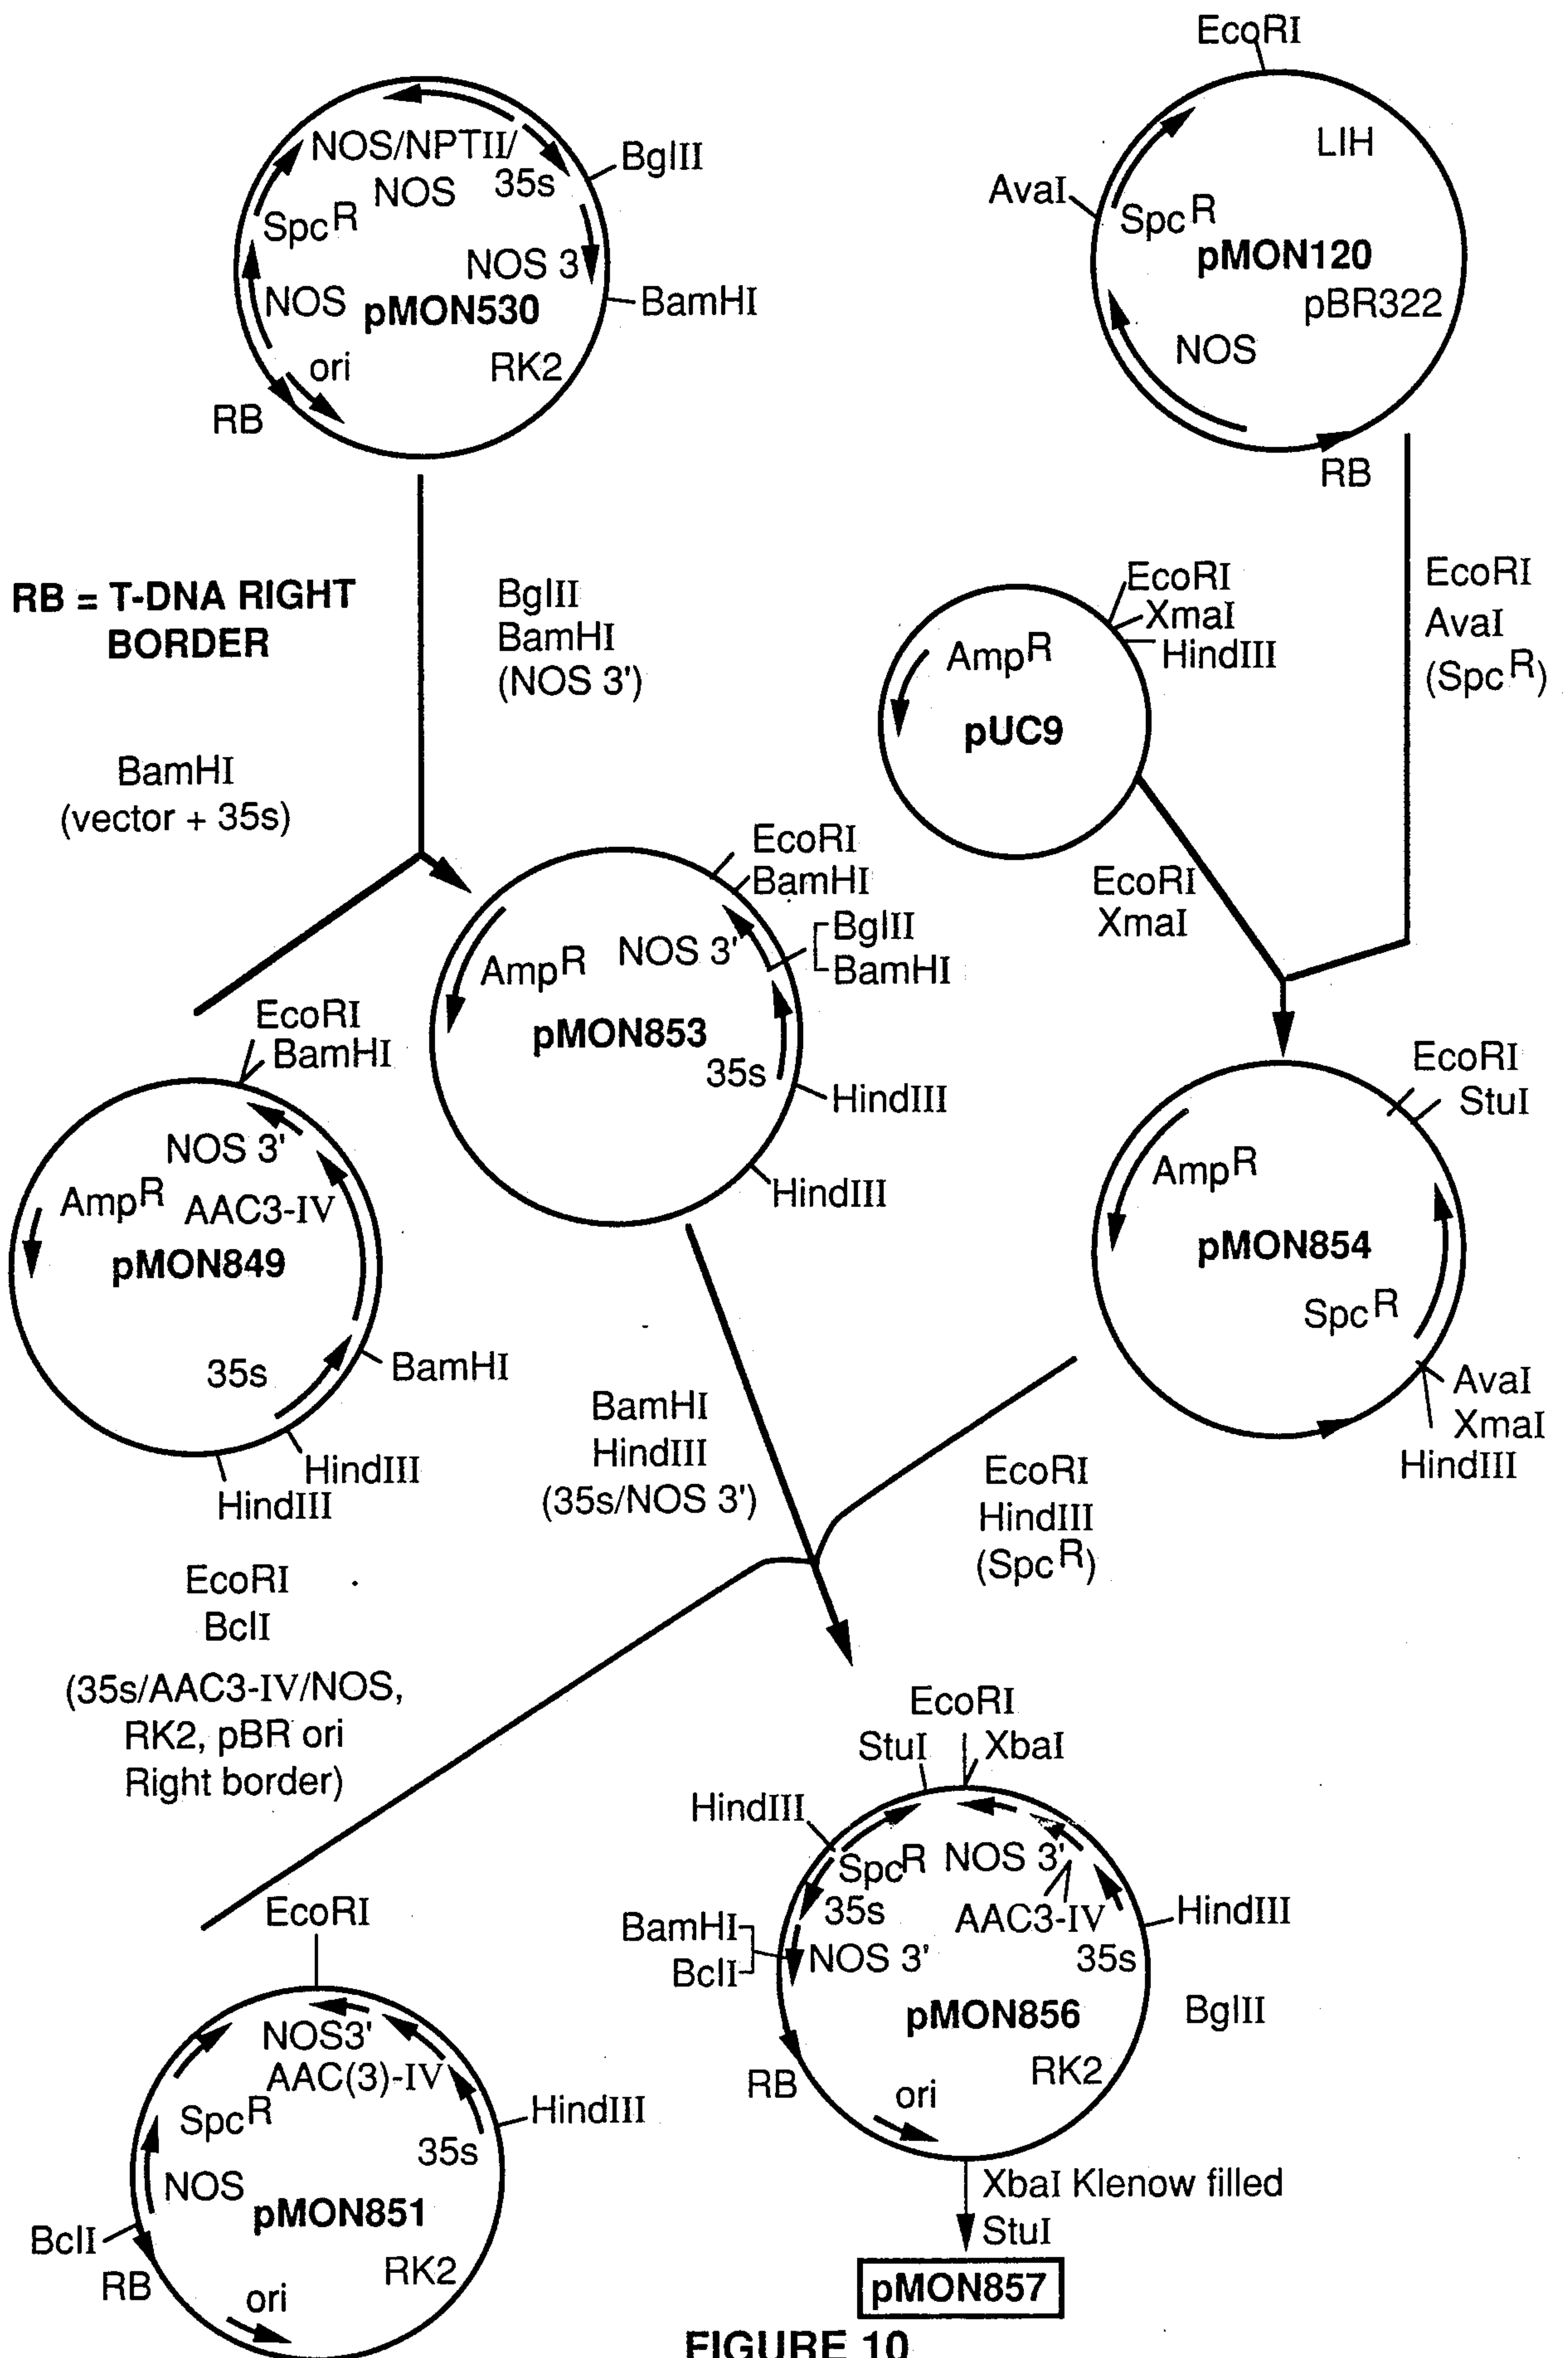 EcoRI
NOS/NPTII/
NOS
35s
BglII
SpcR
NOS 3
BamHI
NOS
pMON530
ori
RK2
RB
LIH
AvaI
SpcR
pMON120
pBR322
NOS
RB
RB = T-DNA RIGHT
BORDER
BglII
BamHI
(NOS 3')
BamHI
(vector + 35s)
EcoRI
XmaI
HindIII
AmpR
pUC9
EcoRI
AvaI
(SpcR)
EcoRI
XmaI
EcoRI
BamHI
BglII
BamHI
NOS 3'
AmpR
pMON853
35s
HindIII
HindIII
EcoRI
BamHI
NOS 3'
AmpR
AAC3-IV
pMON849
35s
BamHI
HindIII
HindIII
EcoRI
StuI
AmpR
pMON854
SpcR
AvaI
XmaI
HindIII
BamHI
HindIII
(35s/NOS 3')
EcoRI
HindIII
(SpcR)
EcoRI
BclI
(35s/AAC3-IV/NOS,
RK2, pBR ori
Right border)
EcoRI
StuI
XbaI
HindIII
SpcR
NOS 3'
35s
AAC3-IV
HindIII
BamHI
BclI
NOS 3'
35s
pMON856
BglII
RB
ori
RK2
EcoRI
NOS3'
AAC(3)-IV
SpcR
HindIII
35s
NOS
pMON851
BclI
RB
ori
RK2
XbaI Klenow filled
StuI
pMON857
FIGURE 10